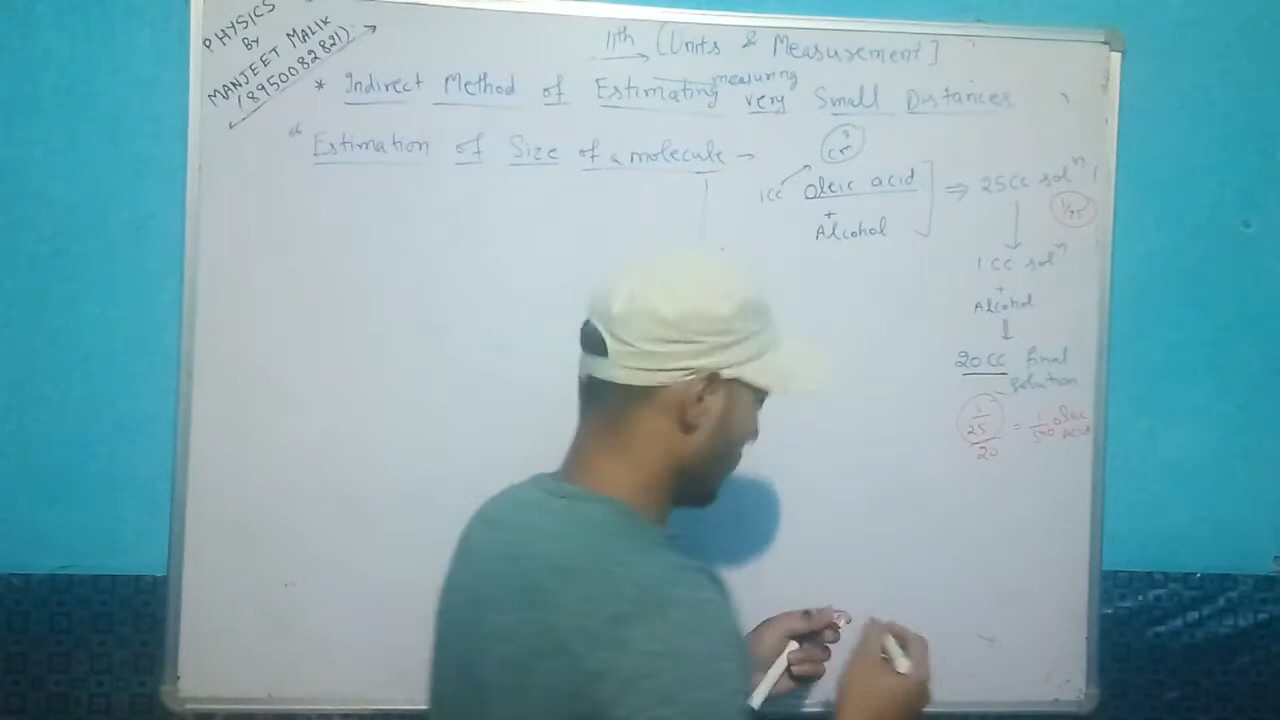 PHYSICS
By
MANJEET MALIK
(8950082821)
11th (Units & Measurement]
* Indirect Method of Estimating measuring very Small Distances
Estimation of Size of a molecule →
cm³
1cc oleic acid ] ⇒ 25CC solⁿ
+
Alcohol
1/25
1 CC solⁿ
+
Alcohol
↓
20CC final
solution
1/25/20 = 1/500 oleic
acid